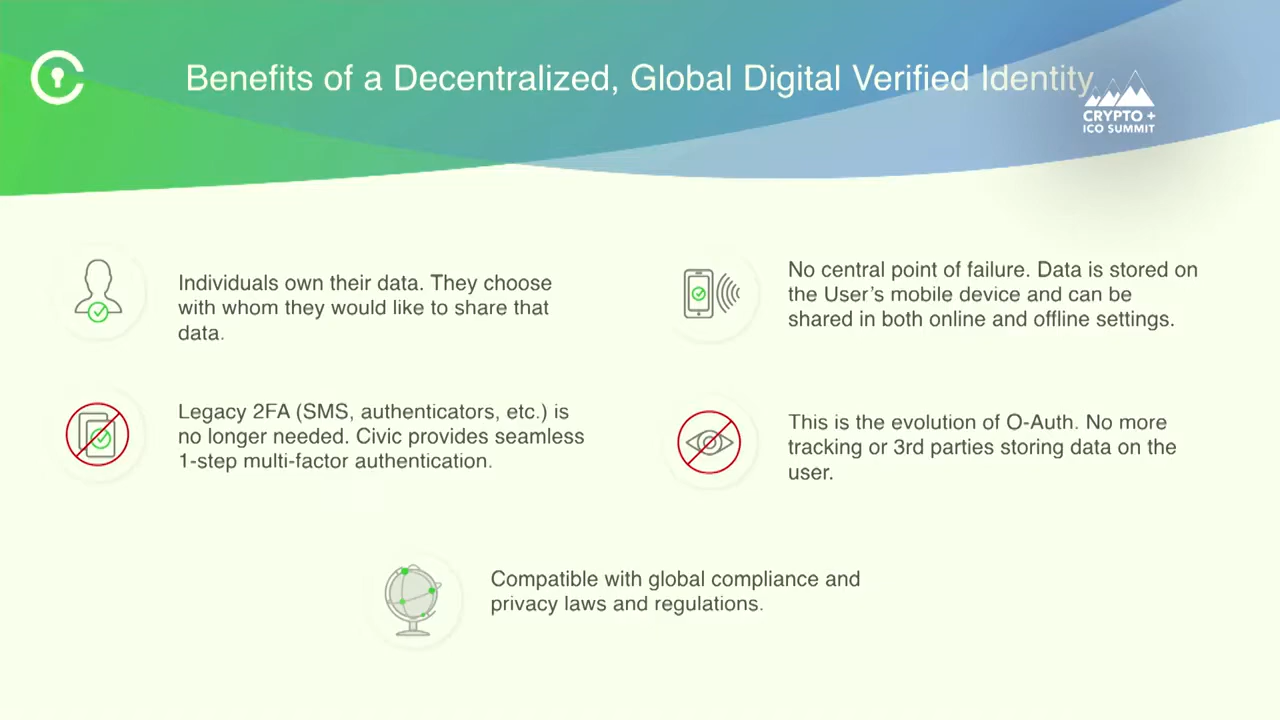 Benefits of a Decentralized, Global Digital Verified Identity
CRYPTO +
ICO SUMMIT
Individuals own their data. They choose
with whom they would like to share that
data.
No central point of failure. Data is stored on
the User's mobile device and can be
shared in both online and offline settings.
Legacy 2FA (SMS, authenticators, etc.) is
no longer needed. Civic provides seamless
1-step multi-factor authentication.
This is the evolution of O-Auth. No more
tracking or 3rd parties storing data on the
user.
Compatible with global compliance and
privacy laws and regulations.